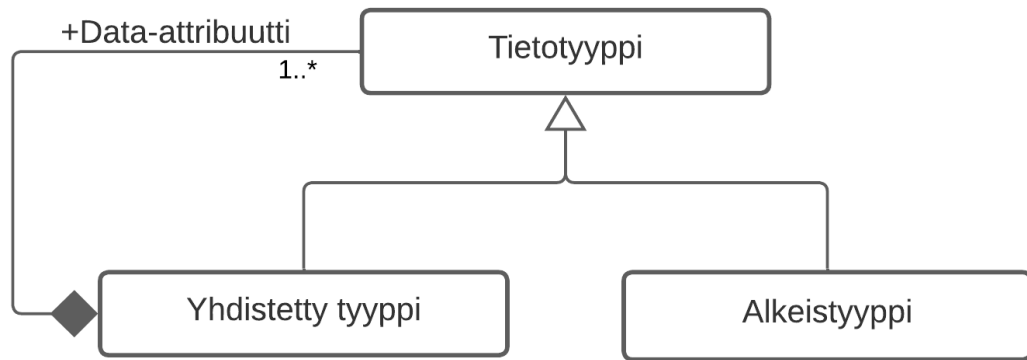 +Data-attribuutti
1..*
Tietotyyppi
Yhdistetty tyyppi
Alkeistyyppi